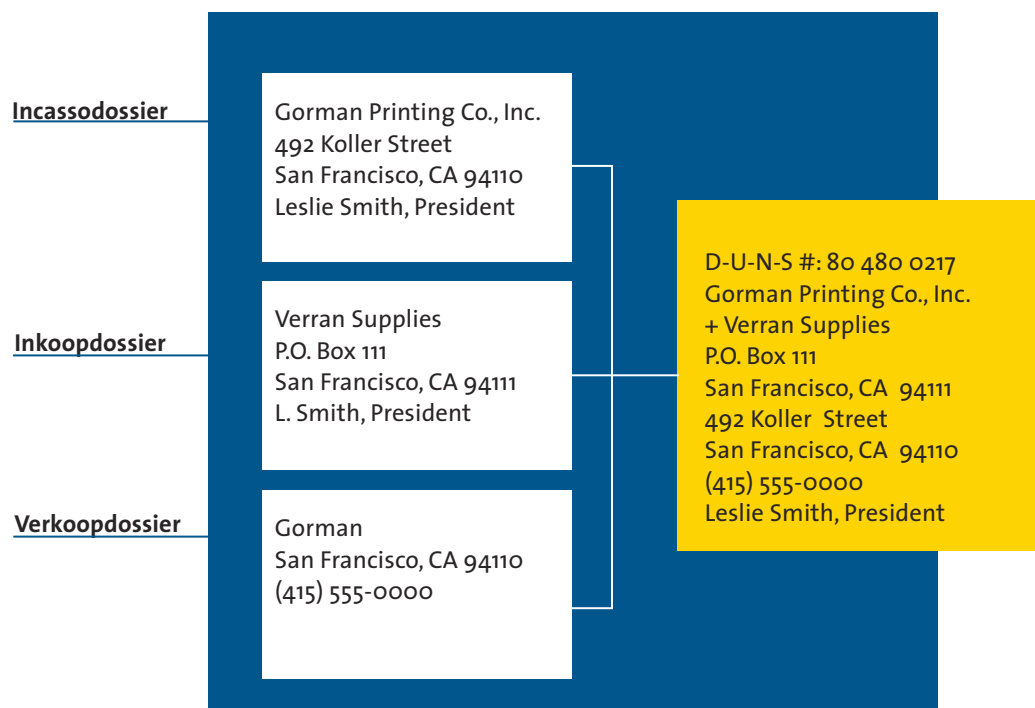 Incassodossier
Gorman Printing Co., Inc.
492 Koller Street
San Francisco, CA 94110
Leslie Smith, President
Inkoopdossier
Verran Supplies
P.O. Box 111
San Francisco, CA 94111
L. Smith, President
Verkoopdossier
Gorman
San Francisco, CA 94110
(415) 555-0000
D-U-N-S #: 80 480 0217
Gorman Printing Co., Inc.
+ Verran Supplies
P.O. Box 111
San Francisco, CA 94111
492 Koller Street
San Francisco, CA 94110
(415) 555-0000
Leslie Smith, President